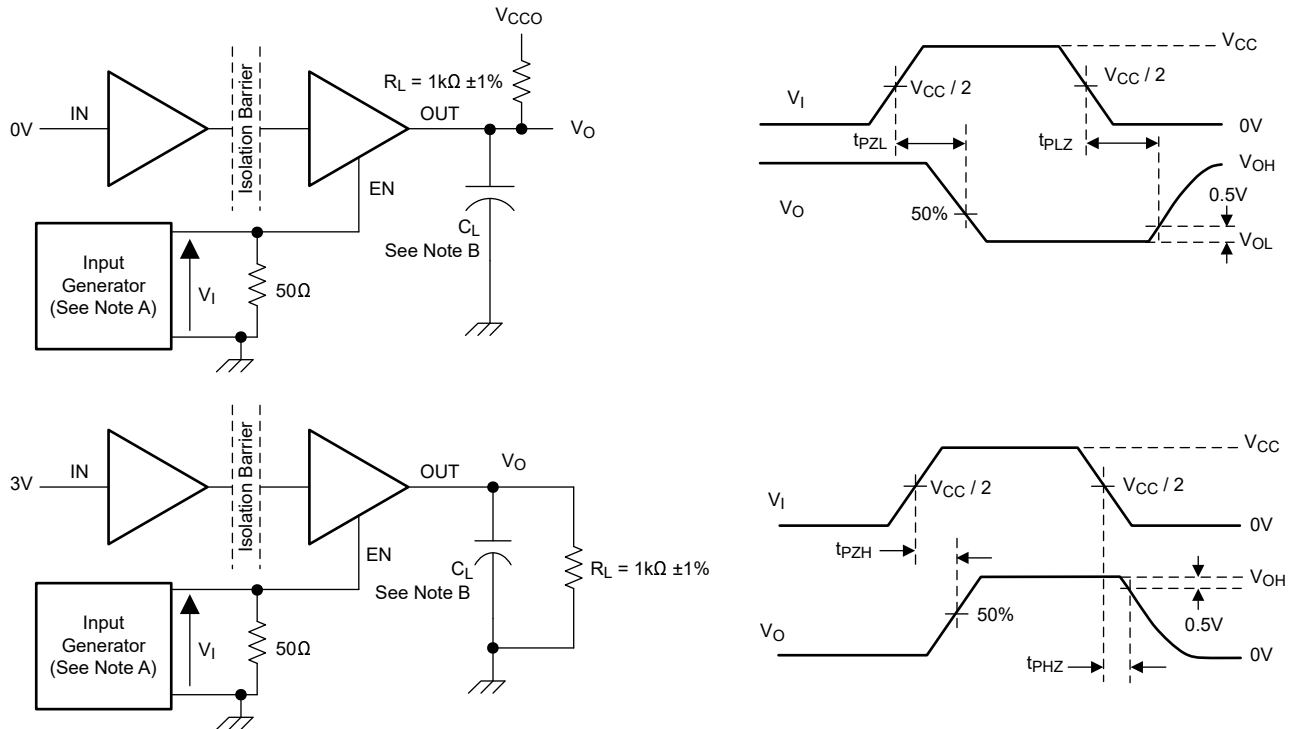 VCCO
RL = 1kΩ ±1%
0V
IN
Isolation Barrier
OUT
VO
EN
CL
See Note B
Input
Generator
(See Note A)
VI
50Ω
VCC
VCC / 2
VCC / 2
VI
0V
tPZL
tPLZ
VOH
0.5V
VO
50%
VOL
3V
IN
Isolation Barrier
OUT
VO
EN
CL
See Note B
RL = 1kΩ ±1%
Input
Generator
(See Note A)
VI
50Ω
VCC
VCC / 2
VCC / 2
VI
0V
tPZH
VOH
50%
0.5V
VO
0V
tPHZ